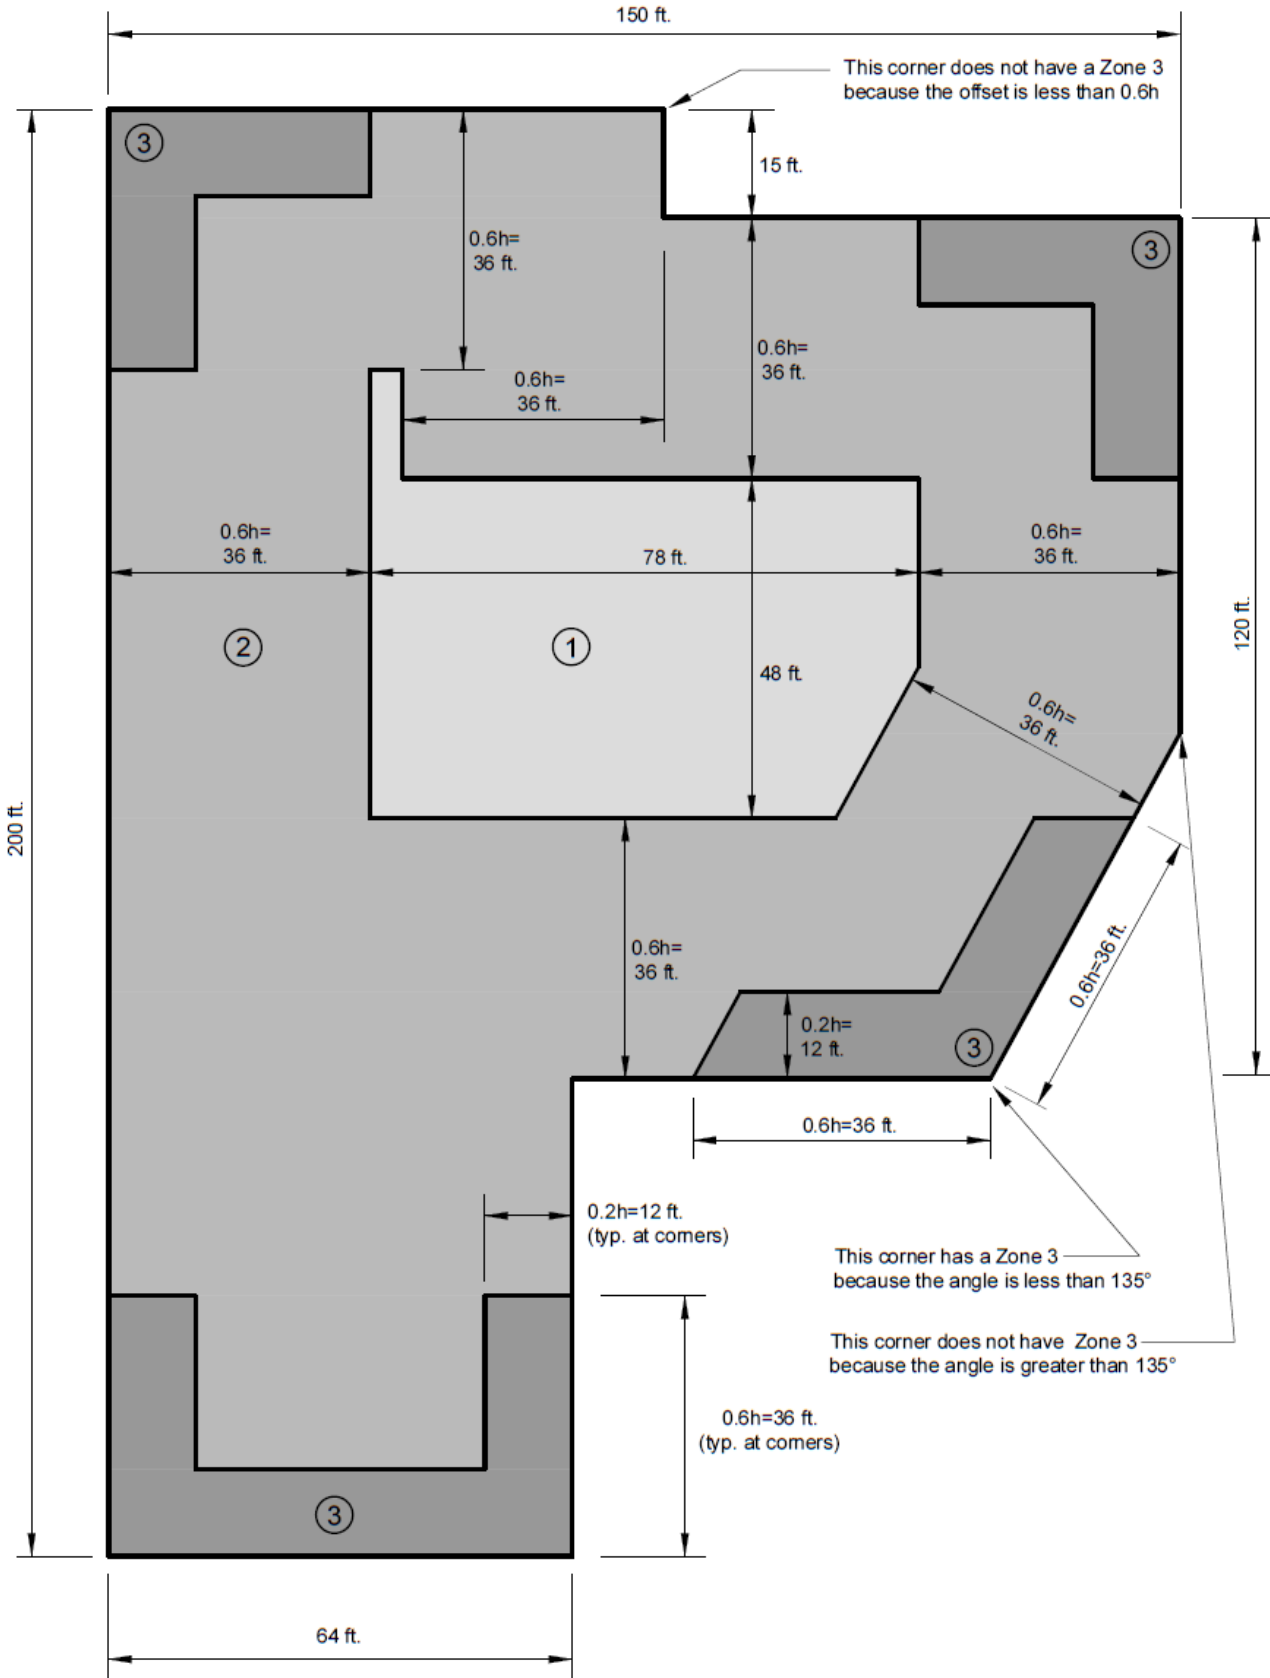 150 ft.
This corner does not have a Zone 3
because the offset is less than 0.6h
3
15 ft.
0.6h=
36 ft.
3
0.6h=
36 ft.
0.6h=
36 ft.
0.6h=
36 ft.
78 ft.
0.6h=
36 ft.
120 ft.
2
1
48 ft.
0.6h=
36 ft.
200 ft.
0.6h=
36 ft.
0.6h=36 ft.
0.2h=
12 ft.
3
0.6h=36 ft.
0.2h=12 ft.
(typ. at corners)
This corner has a Zone 3
because the angle is less than 135°
This corner does not have Zone 3
because the angle is greater than 135°
0.6h=36 ft.
(typ. at corners)
3
64 ft.